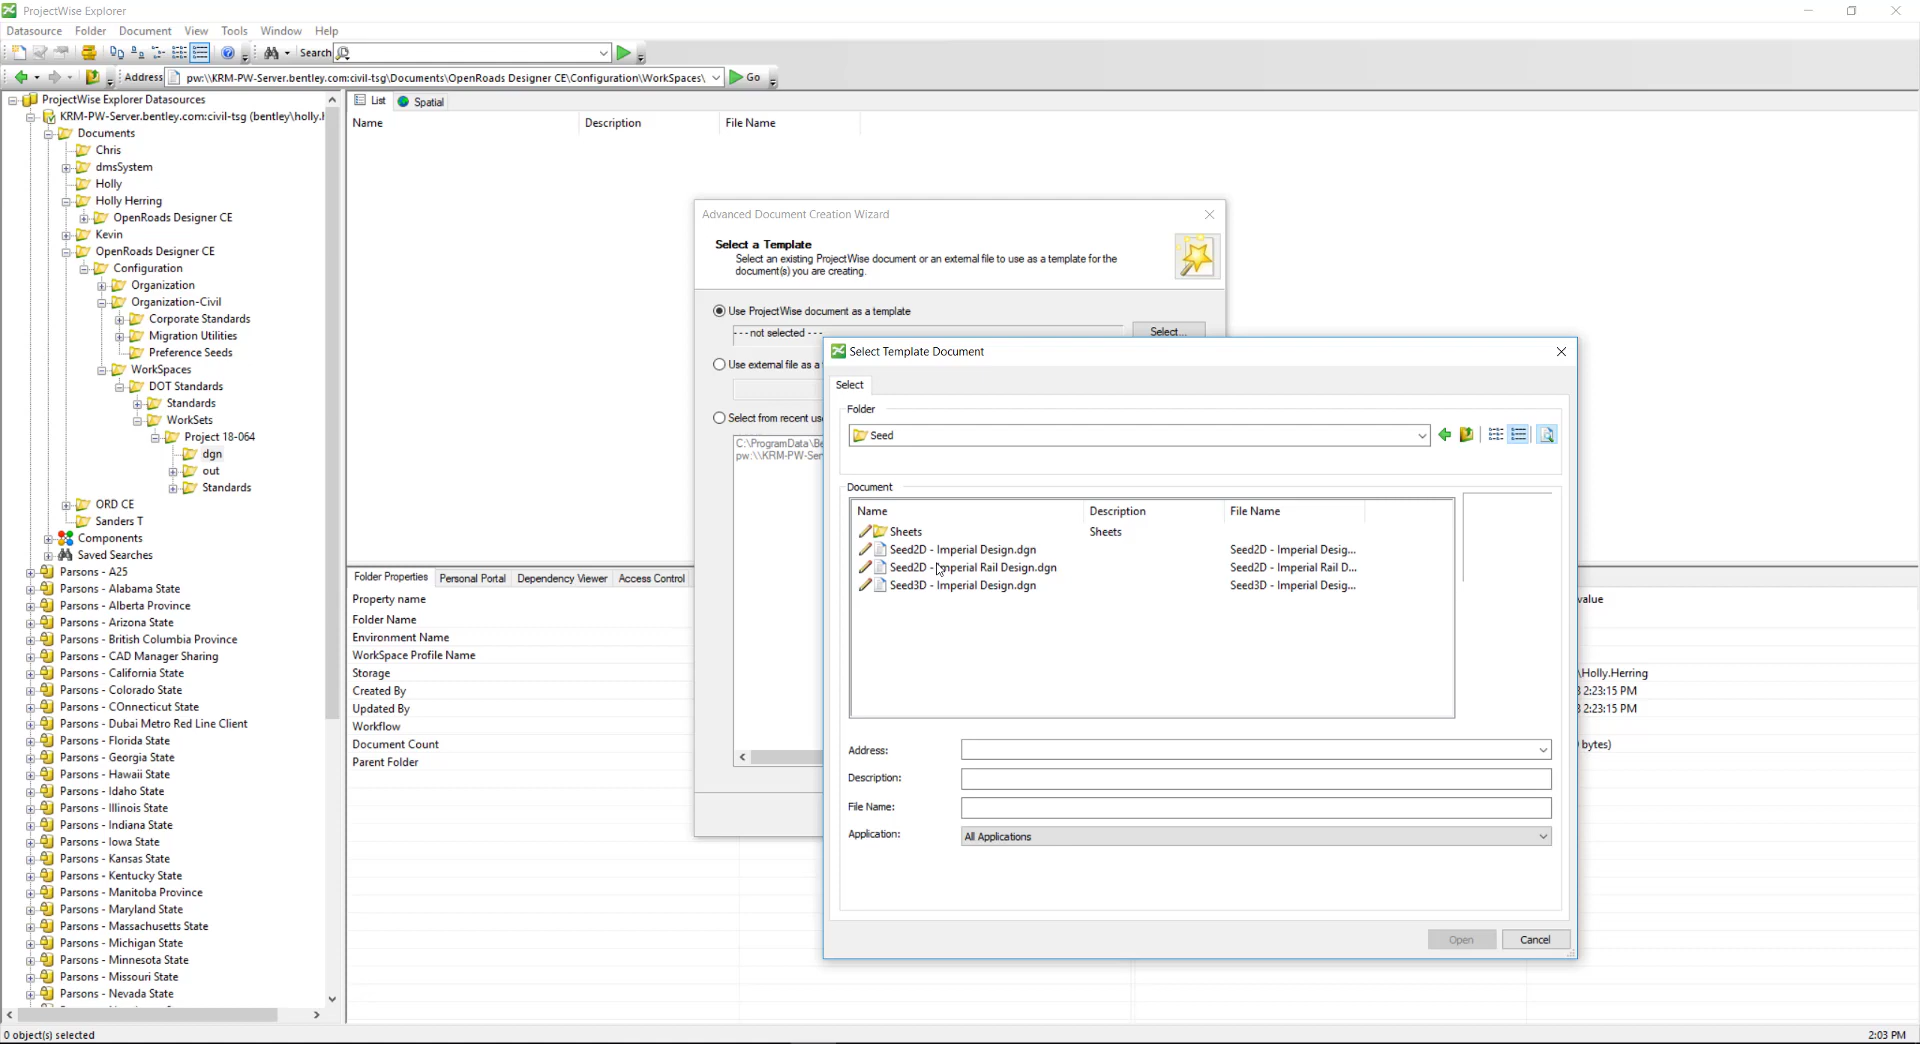 ProjectWise Explorer
Datasource Folder Document View Tools Window Help
Search
Address pw:\\KRM-PW-Server.bentley.com:civil-tsg\Documents\OpenRoads Designer CE\Configuration\WorkSpaces\ Go
ProjectWise Explorer Datasources
KRM-PW-Server.bentley.com:civil-tsg (bentley\holly.h
Documents
Chris
dmsSystem
Holly
Holly Herring
OpenRoads Designer CE
Kevin
OpenRoads Designer CE
Configuration
Organization
Organization-Civil
Corporate Standards
Migration Utilities
Preference Seeds
WorkSpaces
DOT Standards
Standards
WorkSets
Project 18-064
dgn
out
Standards
ORD CE
Sanders T
Components
Saved Searches
Parsons - A25
Parsons - Alabama State
Parsons - Alberta Province
Parsons - Arizona State
Parsons - British Columbia Province
Parsons - CAD Manager Sharing
Parsons - California State
Parsons - Colorado State
Parsons - COnnecticut State
Parsons - Dubai Metro Red Line Client
Parsons - Florida State
Parsons - Georgia State
Parsons - Hawaii State
Parsons - Idaho State
Parsons - Illinois State
Parsons - Indiana State
Parsons - Iowa State
Parsons - Kansas State
Parsons - Kentucky State
Parsons - Manitoba Province
Parsons - Maryland State
Parsons - Massachusetts State
Parsons - Michigan State
Parsons - Minnesota State
Parsons - Missouri State
Parsons - Nevada State
List Spatial
Name Description File Name
Folder Properties Personal Portal Dependency Viewer Access Control
Property name value
Folder Name
Environment Name
WorkSpace Profile Name
Storage
Created By \Holly.Herring
Updated By 2:23:15 PM
Workflow 2:23:15 PM
Document Count
Parent Folder bytes)
Advanced Document Creation Wizard
Select a Template
Select an existing ProjectWise document or an external file to use as a template for the
document(s) you are creating.
Use ProjectWise document as a template
- - - not selected - - - Select...
Use external file as a
Select from recent us
C:\ProgramData\Be
pw:\\KRM-PW-Ser
Select Template Document
Select
Folder
Seed
Document
Name Description File Name
Sheets Sheets
Seed2D - Imperial Design.dgn Seed2D - Imperial Desig...
Seed2D - Imperial Rail Design.dgn Seed2D - Imperial Rail D...
Seed3D - Imperial Design.dgn Seed3D - Imperial Desig...
Address:
Description:
File Name:
Application: All Applications
Open Cancel
0 object(s) selected 2:03 PM